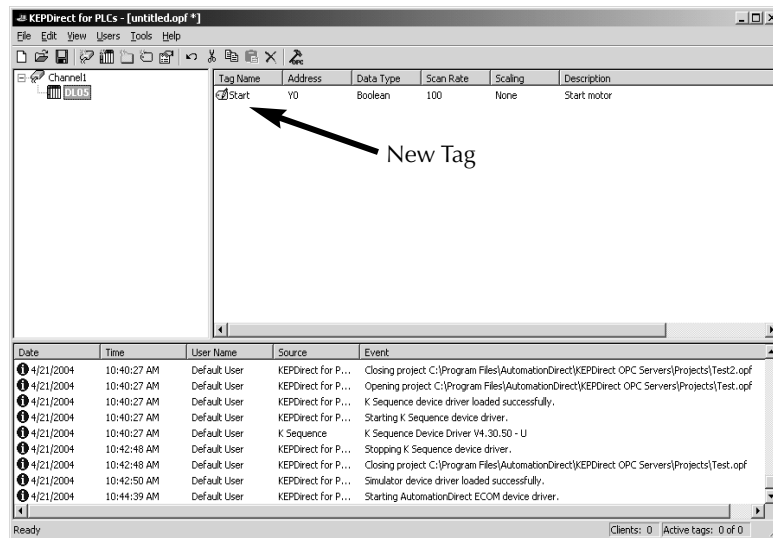 KEPDirect for PLCs - [untitled.opf *]
File Edit View Users Tools Help
OPC
Channel1
DL05
Tag Name Address Data Type Scan Rate Scaling Description
Start Y0 Boolean 100 None Start motor
New Tag
Date Time User Name Source Event
4/21/2004 10:40:27 AM Default User KEPDirect for P... Closing project C:\Program Files\AutomationDirect\KEPDirect OPC Servers\Projects\Test2.opf
4/21/2004 10:40:27 AM Default User KEPDirect for P... Opening project C:\Program Files\AutomationDirect\KEPDirect OPC Servers\Projects\Test.opf
4/21/2004 10:40:27 AM Default User KEPDirect for P... K Sequence device driver loaded successfully.
4/21/2004 10:40:27 AM Default User KEPDirect for P... Starting K Sequence device driver.
4/21/2004 10:40:27 AM Default User K Sequence K Sequence Device Driver V4.30.50 - U
4/21/2004 10:42:48 AM Default User KEPDirect for P... Stopping K Sequence device driver.
4/21/2004 10:42:48 AM Default User KEPDirect for P... Closing project C:\Program Files\AutomationDirect\KEPDirect OPC Servers\Projects\Test.opf
4/21/2004 10:42:50 AM Default User KEPDirect for P... Simulator device driver loaded successfully.
4/21/2004 10:44:39 AM Default User KEPDirect for P... Starting AutomationDirect ECOM device driver.
Ready Clients: 0 Active tags: 0 of 0